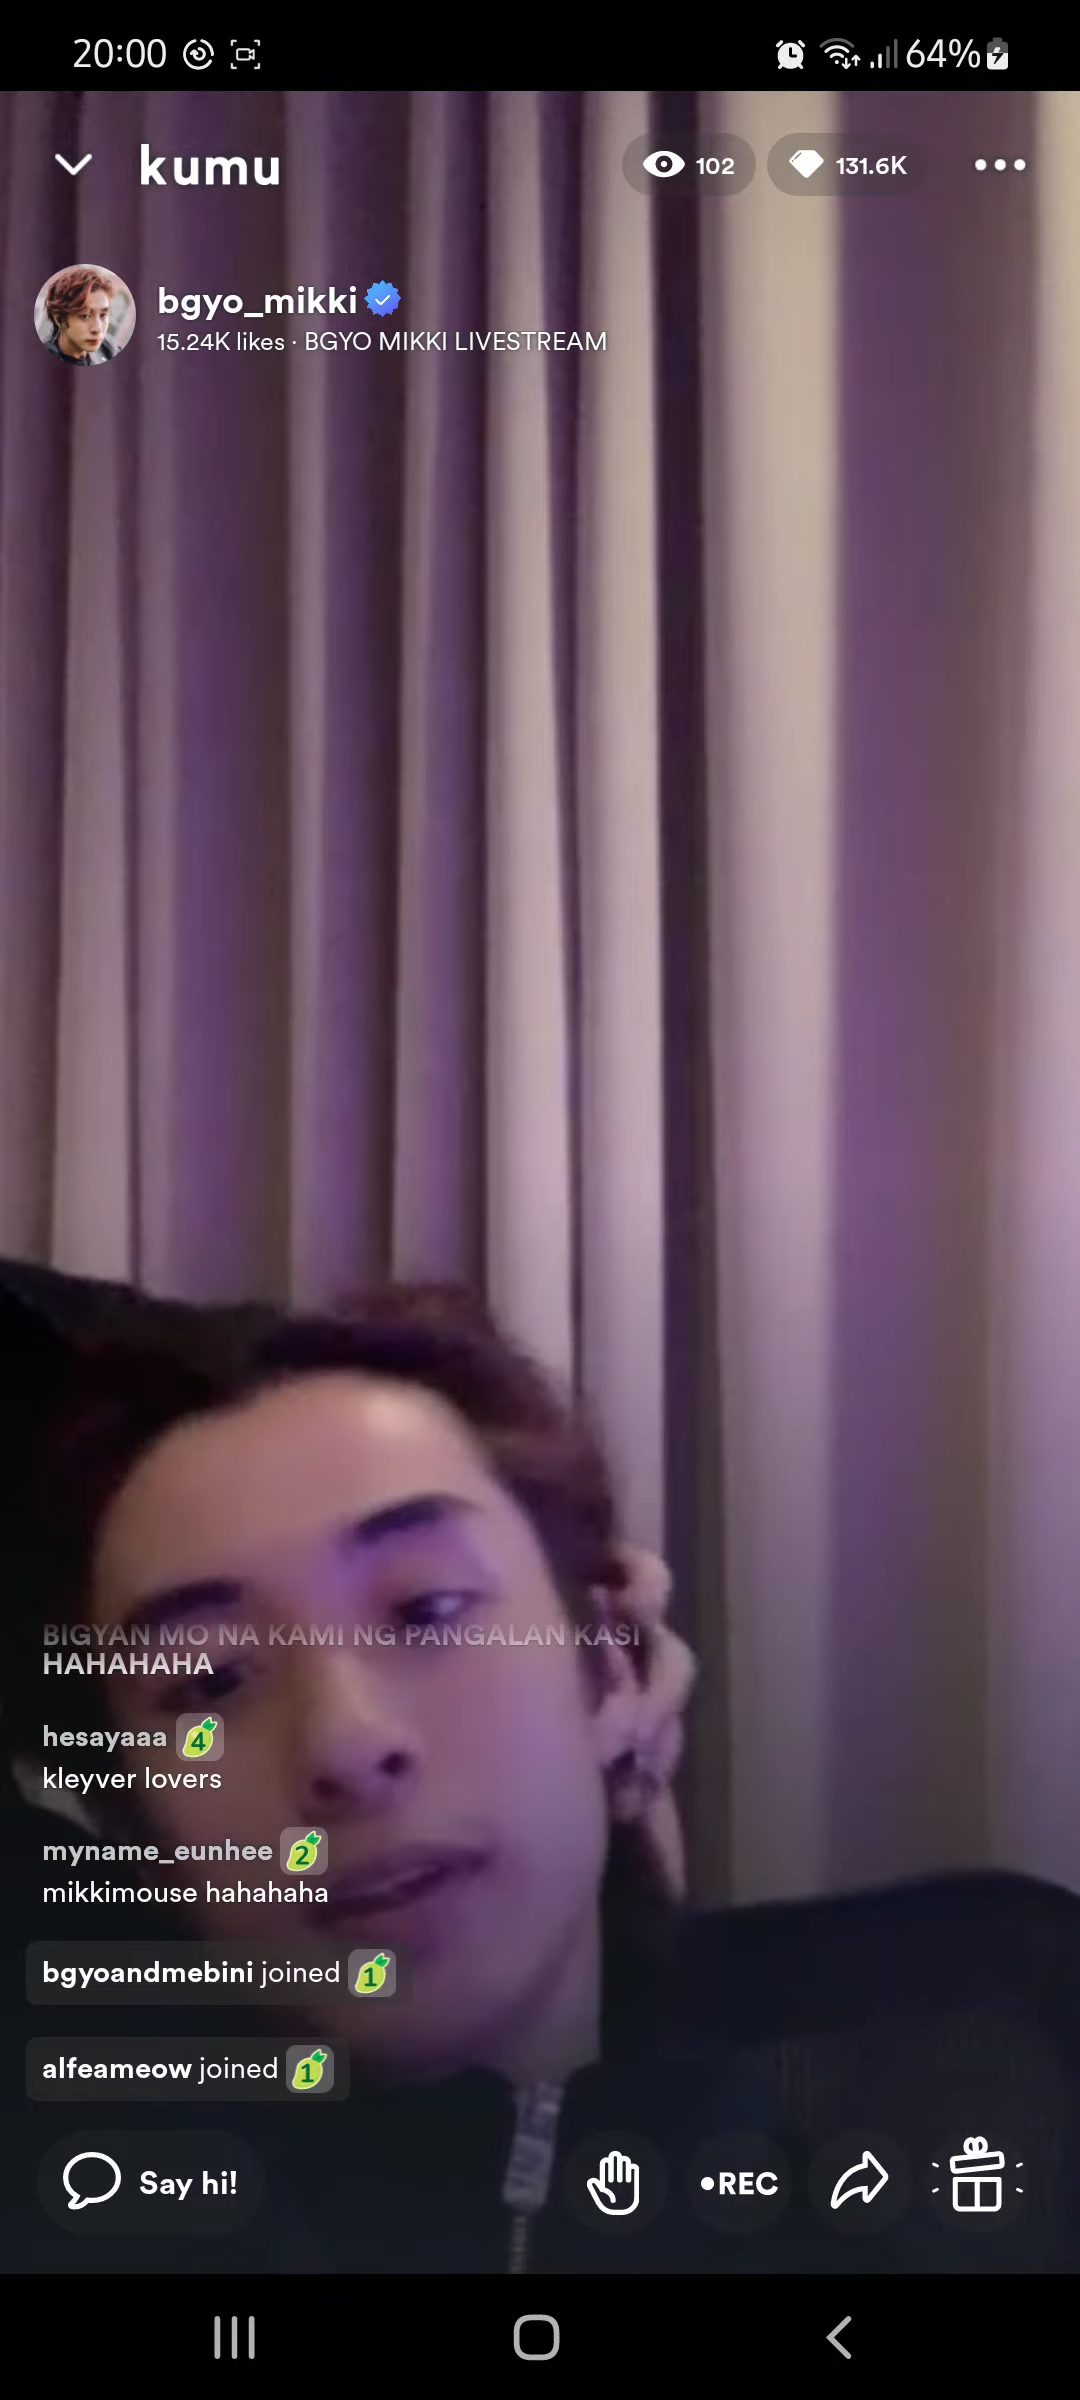 20:00
64%
kumu
102
131.6K
bgyo_mikki
15.24K likes · BGYO MIKKI LIVESTREAM
BIGYAN MO NA KAMI NG PANGALAN KASI
HAHAHAHA
hesayaaa 4
kleyver lovers
myname_eunhee 2
mikkimouse hahahaha
bgyoandmebini joined 1
alfeameow joined 1
Say hi!
•REC